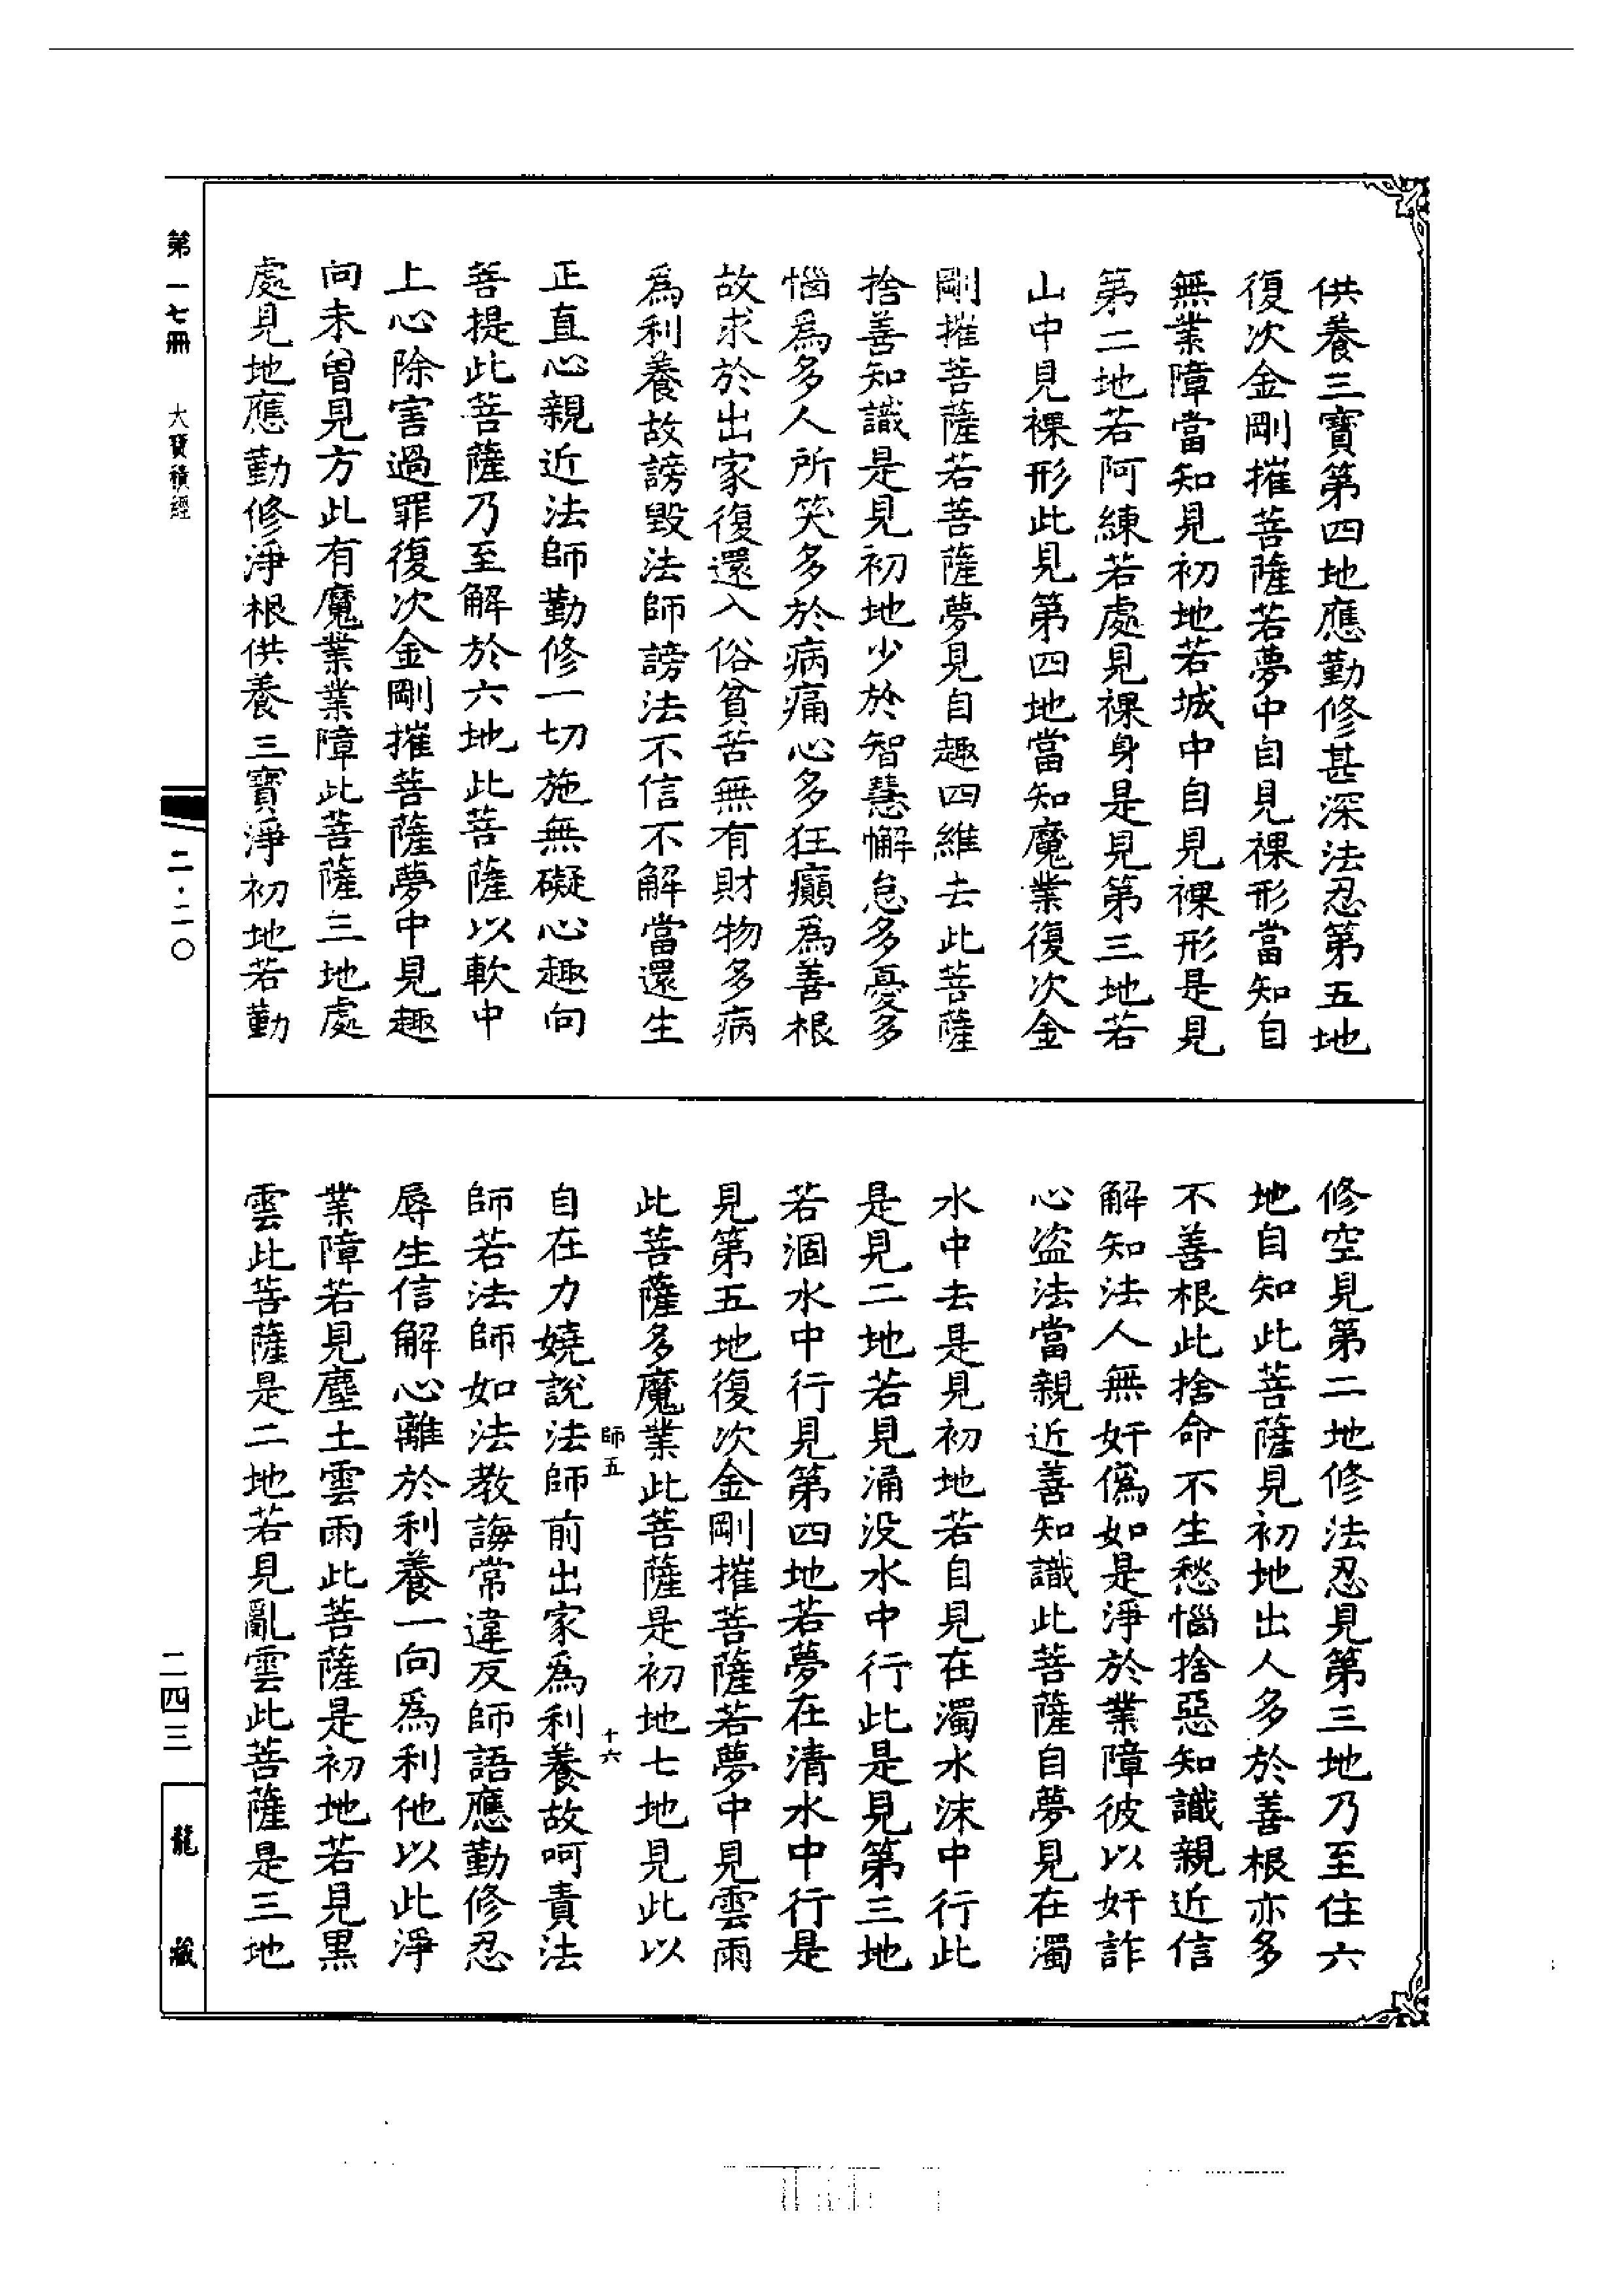 供養三寶第四地應勤修甚深法忍第五地
復次金剛摧菩薩若夢中自見裸形當知自
無業障當知見初地若城中自見裸形是見
第二地若阿練若處見裸身是見第三地若
山中見裸形此見第四地當知魔業復次金
剛摧菩薩若菩薩夢見自趣四維去此菩薩
捨善知識是見初地少於智慧懈怠多憂多
惱爲多人所笑多於病痛心多狂癲爲善根
故求於出家復還入俗貧苦無有財物多病
爲利養故謗毀法師謗法不信不解當還生
正直心親近法師勤修一切施無礙心趣向
菩提此菩薩乃至解於六地此菩薩以軟中
上心除害過罪復次金剛摧菩薩夢中見趣
向未曾見方此有魔業業障此菩薩三地處
處見地應勤修淨根供養三寶淨初地若勤
修空見第二地修法忍見第三地乃至住六
地自知此菩薩見初地出人多於善根亦多
不善根此捨命不生愁惱捨惡知識親近信
解知法人無奸僞如是淨於業障彼以奸詐
心盜法當親近善知識此菩薩自夢見在濁
水中去是見初地若自見在濁水沫中行此
是見二地若見涌没水中行此是見第三地
若涸水中行見第四地若夢在清水中行是
見第五地復次金剛摧菩薩若夢中見雲雨
此菩薩多魔業此菩薩是初地七地見此以
師五
十六
自在力嬈說法師前出家爲利養故呵責法
師若法師如法教誨常違反師語應勤修忍
辱生信解心離於利養一向爲利他以此淨
業障若見塵土雲雨此菩薩是初地若見黑
雲此菩薩是二地若見亂雲此菩薩是三地
第一七冊
大寶積經
二·二〇
二四三
龍藏